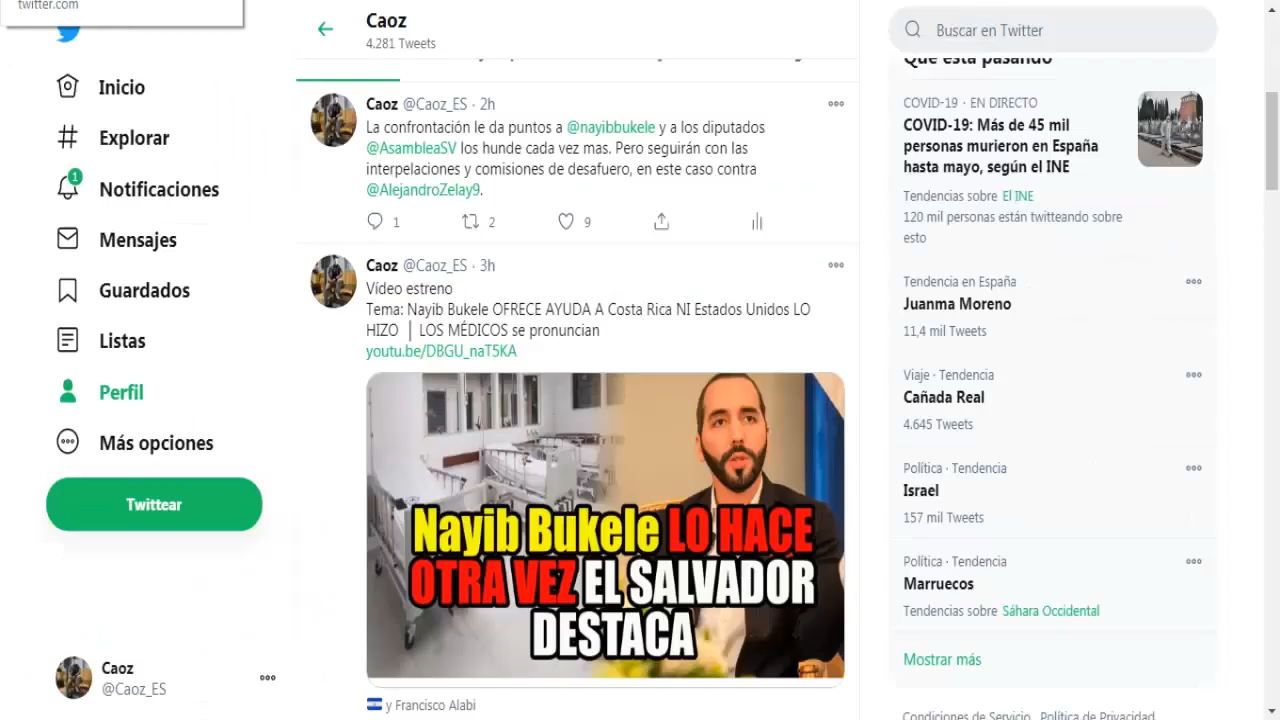 twitter.com
Inicio
Explorar
1
Notificaciones
Mensajes
Guardados
Listas
Perfil
Más opciones
Twittear
Caoz
@Caoz_ES
Caoz
4.281 Tweets
Caoz @Caoz_ES · 2h
La confrontación le da puntos a @nayibbukele y a los diputados
@AsambleaSV los hunde cada vez mas. Pero seguirán con las
interpelaciones y comisiones de desafuero, en este caso contra
@AlejandroZelay9.
1 2 9
Caoz @Caoz_ES · 3h
Vídeo estreno
Tema: Nayib Bukele OFRECE AYUDA A Costa Rica NI Estados Unidos LO
HIZO │ LOS MÉDICOS se pronuncian
youtu.be/DBGU_naT5KA
Nayib Bukele LO HACE
OTRA VEZ EL SALVADOR
DESTACA
y Francisco Alabi
Buscar en Twitter
Qué está pasando
COVID-19 · EN DIRECTO
COVID-19: Más de 45 mil
personas murieron en España
hasta mayo, según el INE
Tendencias sobre El INE
120 mil personas están twitteando sobre
esto
Tendencia en España
Juanma Moreno
11,4 mil Tweets
Viaje · Tendencia
Cañada Real
4.645 Tweets
Política · Tendencia
Israel
157 mil Tweets
Política · Tendencia
Marruecos
Tendencias sobre Sáhara Occidental
Mostrar más
Condiciones de Servicio Política de Privacidad